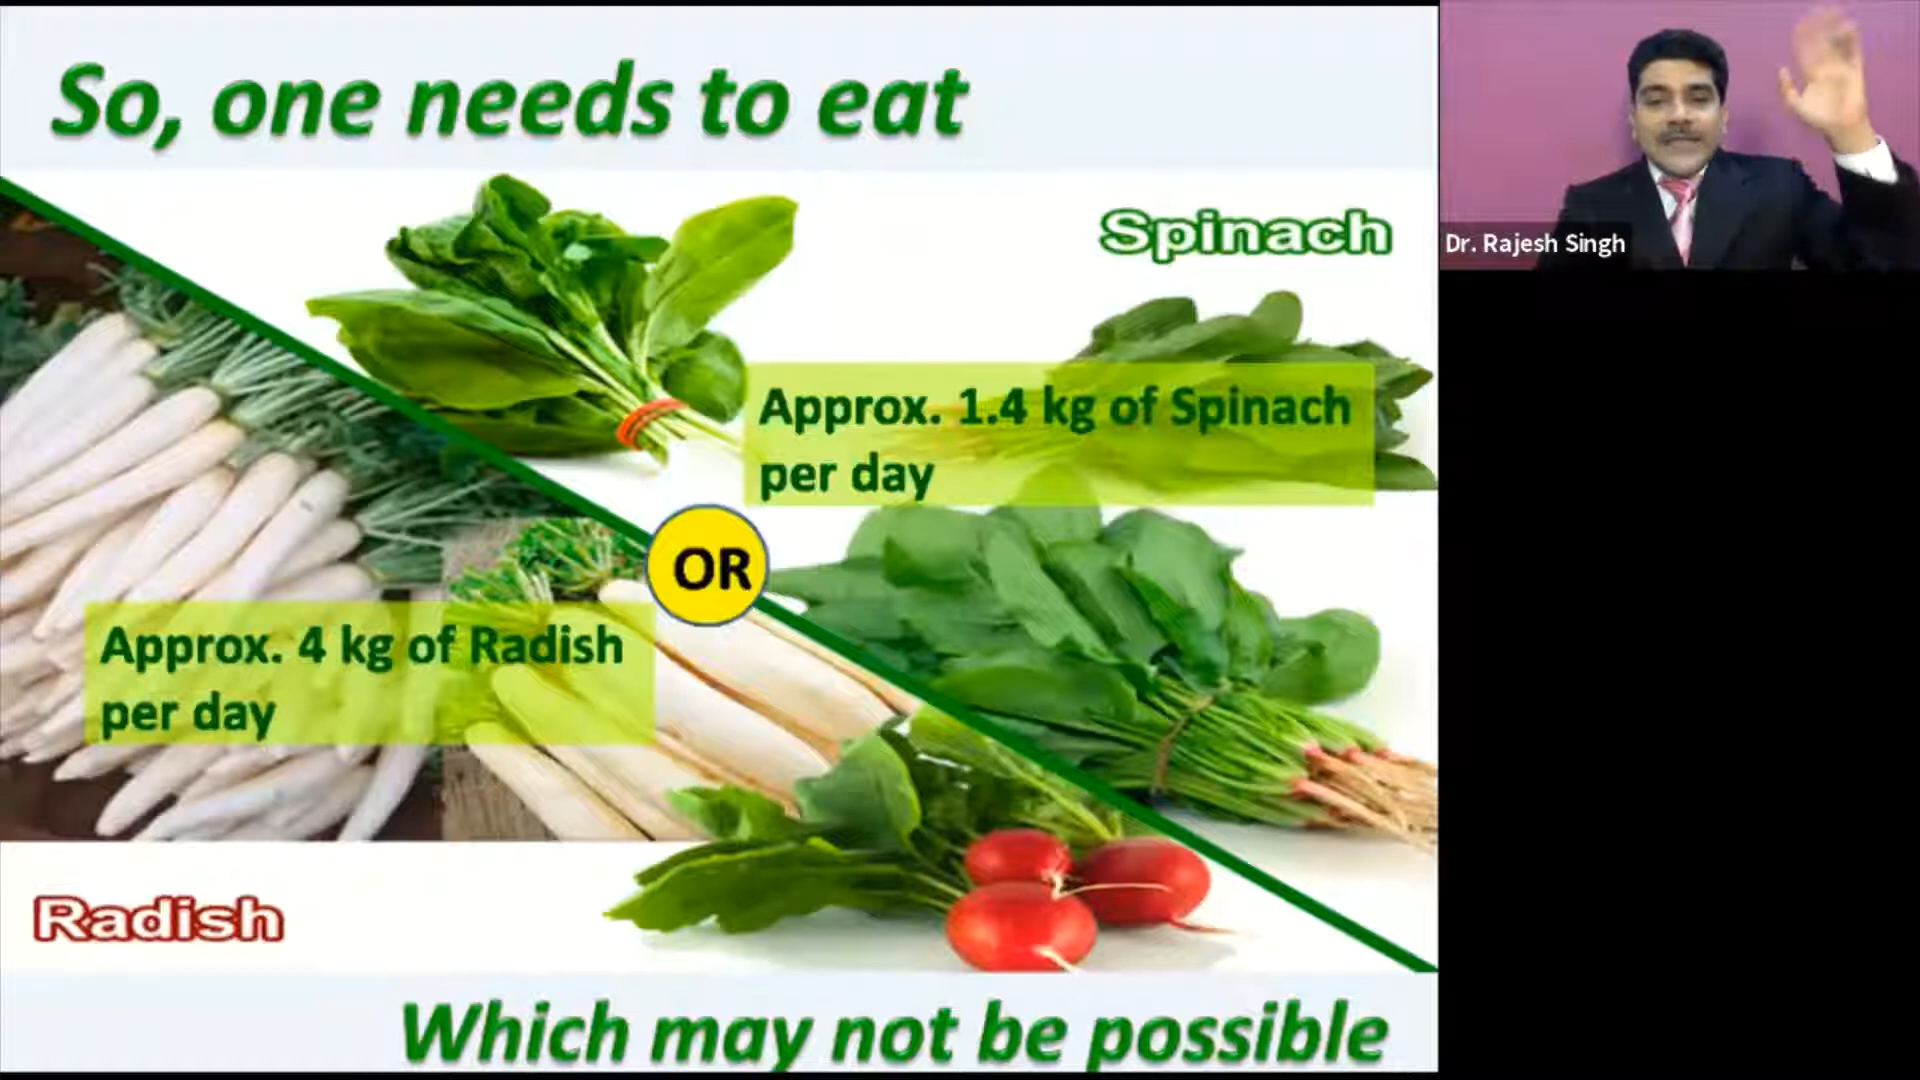 So, one needs to eat
Spinach
Approx. 1.4 kg of Spinach
per day
OR
Approx. 4 kg of Radish
per day
Radish
Which may not be possible
Dr. Rajesh Singh